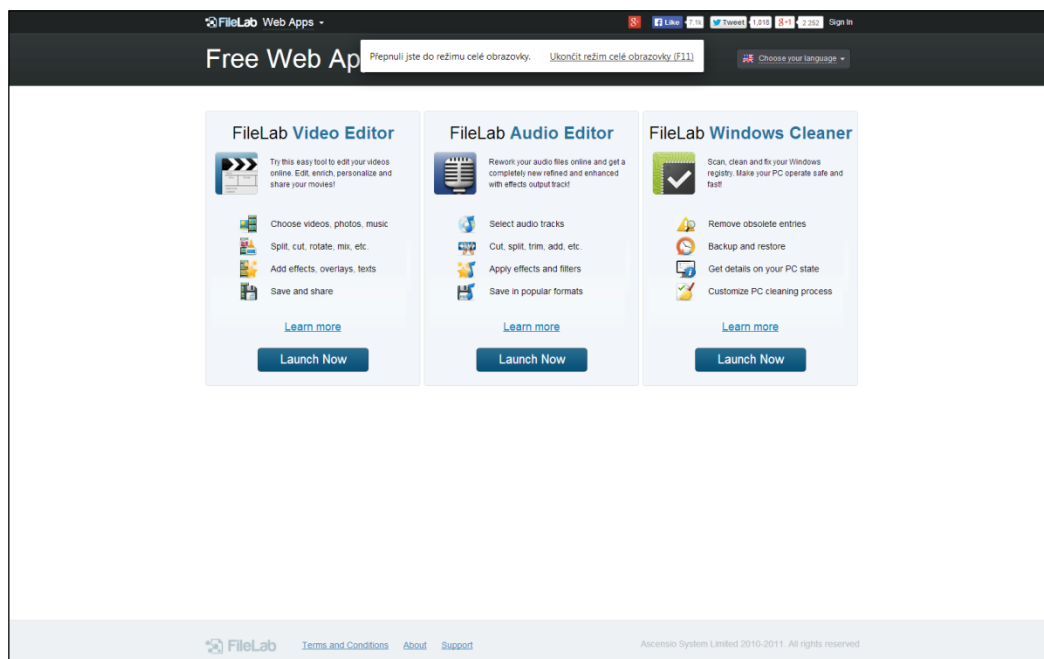 FileLab Web Apps
Like 7.1k Tweet 1,018 +1 2 252 Sign In
Free Web Ap
Přepnuli jste do režimu celé obrazovky. Ukončit režim celé obrazovky (F11)
Choose your language
FileLab Video Editor
Try this easy tool to edit your videos
online. Edit, enrich, personalize and
share your movies!
Choose videos, photos, music
Split, cut, rotate, mix, etc.
Add effects, overlays, texts
Save and share
Learn more
Launch Now
FileLab Audio Editor
Rework your audio files online and get a
completely new refined and enhanced
with effects output track!
Select audio tracks
Cut, split, trim, add, etc.
Apply effects and filters
Save in popular formats
Learn more
Launch Now
FileLab Windows Cleaner
Scan, clean and fix your Windows
registry. Make your PC operate safe and
fast!
Remove obsolete entries
Backup and restore
Get details on your PC state
Customize PC cleaning process
Learn more
Launch Now
FileLab Terms and Conditions About Support
Ascensio System Limited 2010-2011. All rights reserved